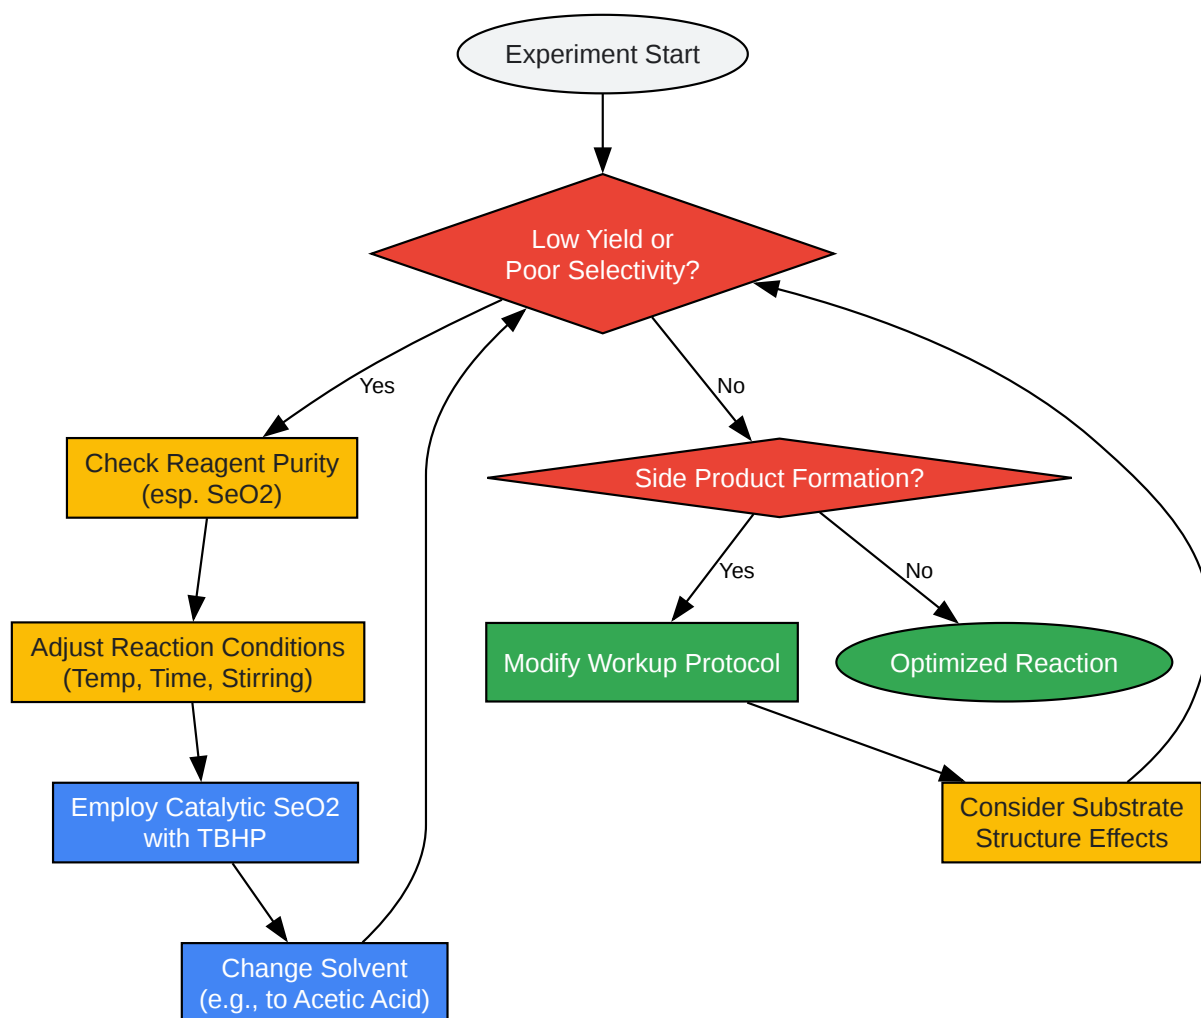 Experiment Start
Low Yield or
Poor Selectivity?
Yes
No
Check Reagent Purity
(esp. SeO2)
Side Product Formation?
Yes
No
Adjust Reaction Conditions
(Temp, Time, Stirring)
Modify Workup Protocol
Optimized Reaction
Employ Catalytic SeO2
with TBHP
Consider Substrate
Structure Effects
Change Solvent
(e.g., to Acetic Acid)